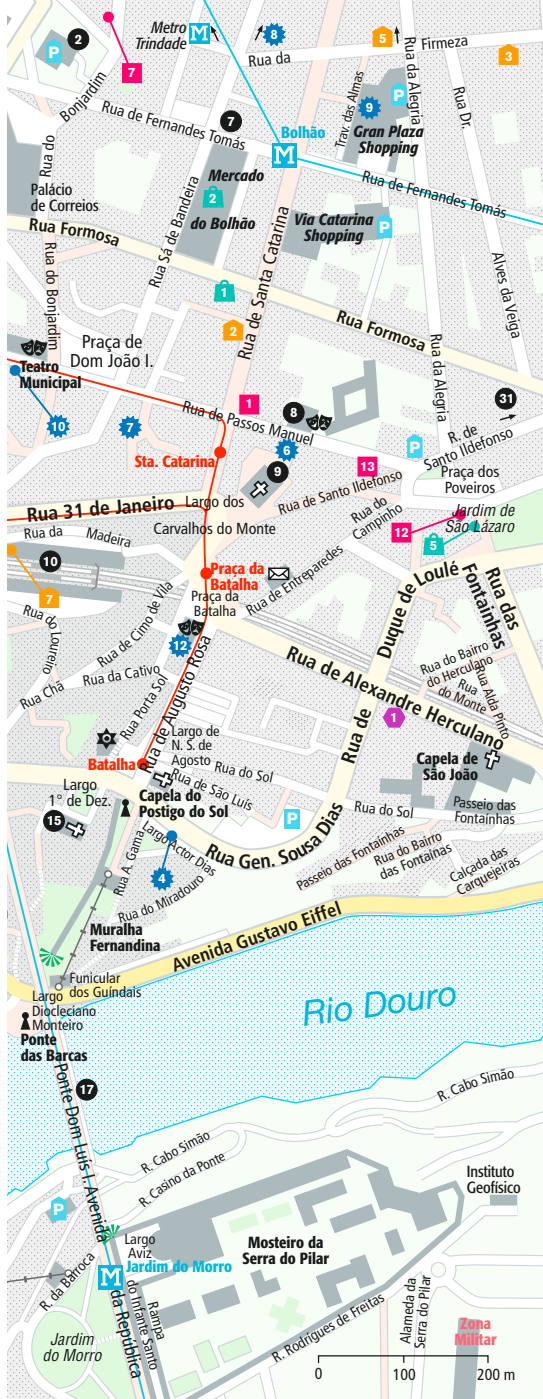 Metro
Trindade
M
8
5
Firmeza
3
2
P
7
Rua da
Bonjardim
Rua da Alegria
Rua Dr.
Alves da Veiga
Trav. das Almas
9
P
Gran Plaza
Shopping
Rua de Fernandes Tomás
7
Bolhão
M
Rua do
Mercado
2
do Bolhão
Rua de Fernandes Tomás
Palácio
de Correios
Rua Sá de Bandeira
Via Catarina
Shopping
P
Rua Formosa
Rua de Santa Catarina
Rua do Bonjardim
1
2
Rua Formosa
Praça de
Dom João I.
Rua da Alegria
Teatro
Municipal
10
7
1
8
Rua de Passos Manuel
6
31
R. de
Santo Ildefonso
P
Sta. Catarina
9
13
Praça dos
Poveiros
Rua 31 de Janeiro
Largo dos
Carvalhos do Monte
Rua de Santo Ildefonso
Rua do
Campinho
Jardim de
São Lázaro
12
5
Rua da
Madeira
10
7
Praça da
Batalha
Praça da
Batalha
Rua de Entreparedes
Duque de Loulé
Rua das
Fontainhas
Rua do Loureiro
Rua de Cimo de Vila
12
Rua Chã
Rua da Cativo
Rua Porta Sol
Rua de Augusto Rosa
Rua de Alexandre Herculano
Rua do Bairro
do Herculano
Rua
do Monte
Rua Alda Pinto
1
Rua de
Largo de
N. S. de
Agosto
Batalha
Rua do Sol
Rua de São Luís
Capela de
São João
Largo
1° de Dez.
15
Capela do
Postigo do Sol
P
Rua do Sol
Passeio das
Fontainhas
Rua Gen. Sousa Dias
Largo Actor Dias
4
Rua A. Gama
Rua do Miradouro
Passeio das Fontainhas
Rua do Bairro
das Fontaínhas
Calçada das
Carquejeiras
Muralha
Fernandina
Avenida Gustavo Eiffel
Funicular
dos Guíndais
Largo
Diocleciano
Monteiro
Ponte
das Barcas
Rio Douro
17
Ponte Dom Luís I. Avenida
da República
R. Cabo Simão
R. Cabo Simão
R. Casino da Ponte
P
Instituto
Geofísico
Largo
Aviz
Mosteiro da
Serra do Pilar
M
Jardim do Morro
R. da Barroca
Rampa
do Infante Santo
Jardim
do Morro
R. Rodrigues de Freitas
Alameda da
Serra do Pilar
Zona
Militar
0 100 200 m